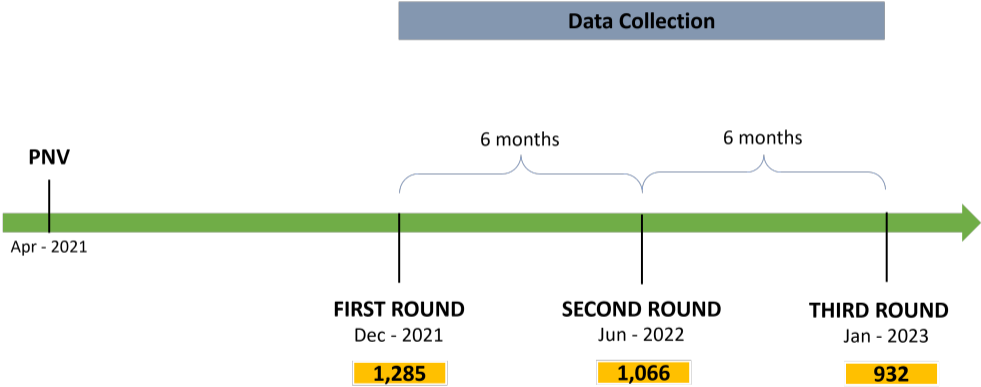 Data Collection
6 months
6 months
PNV
Apr - 2021
FIRST ROUND
Dec - 2021
1,285
SECOND ROUND
Jun - 2022
1,066
THIRD ROUND
Jan - 2023
932